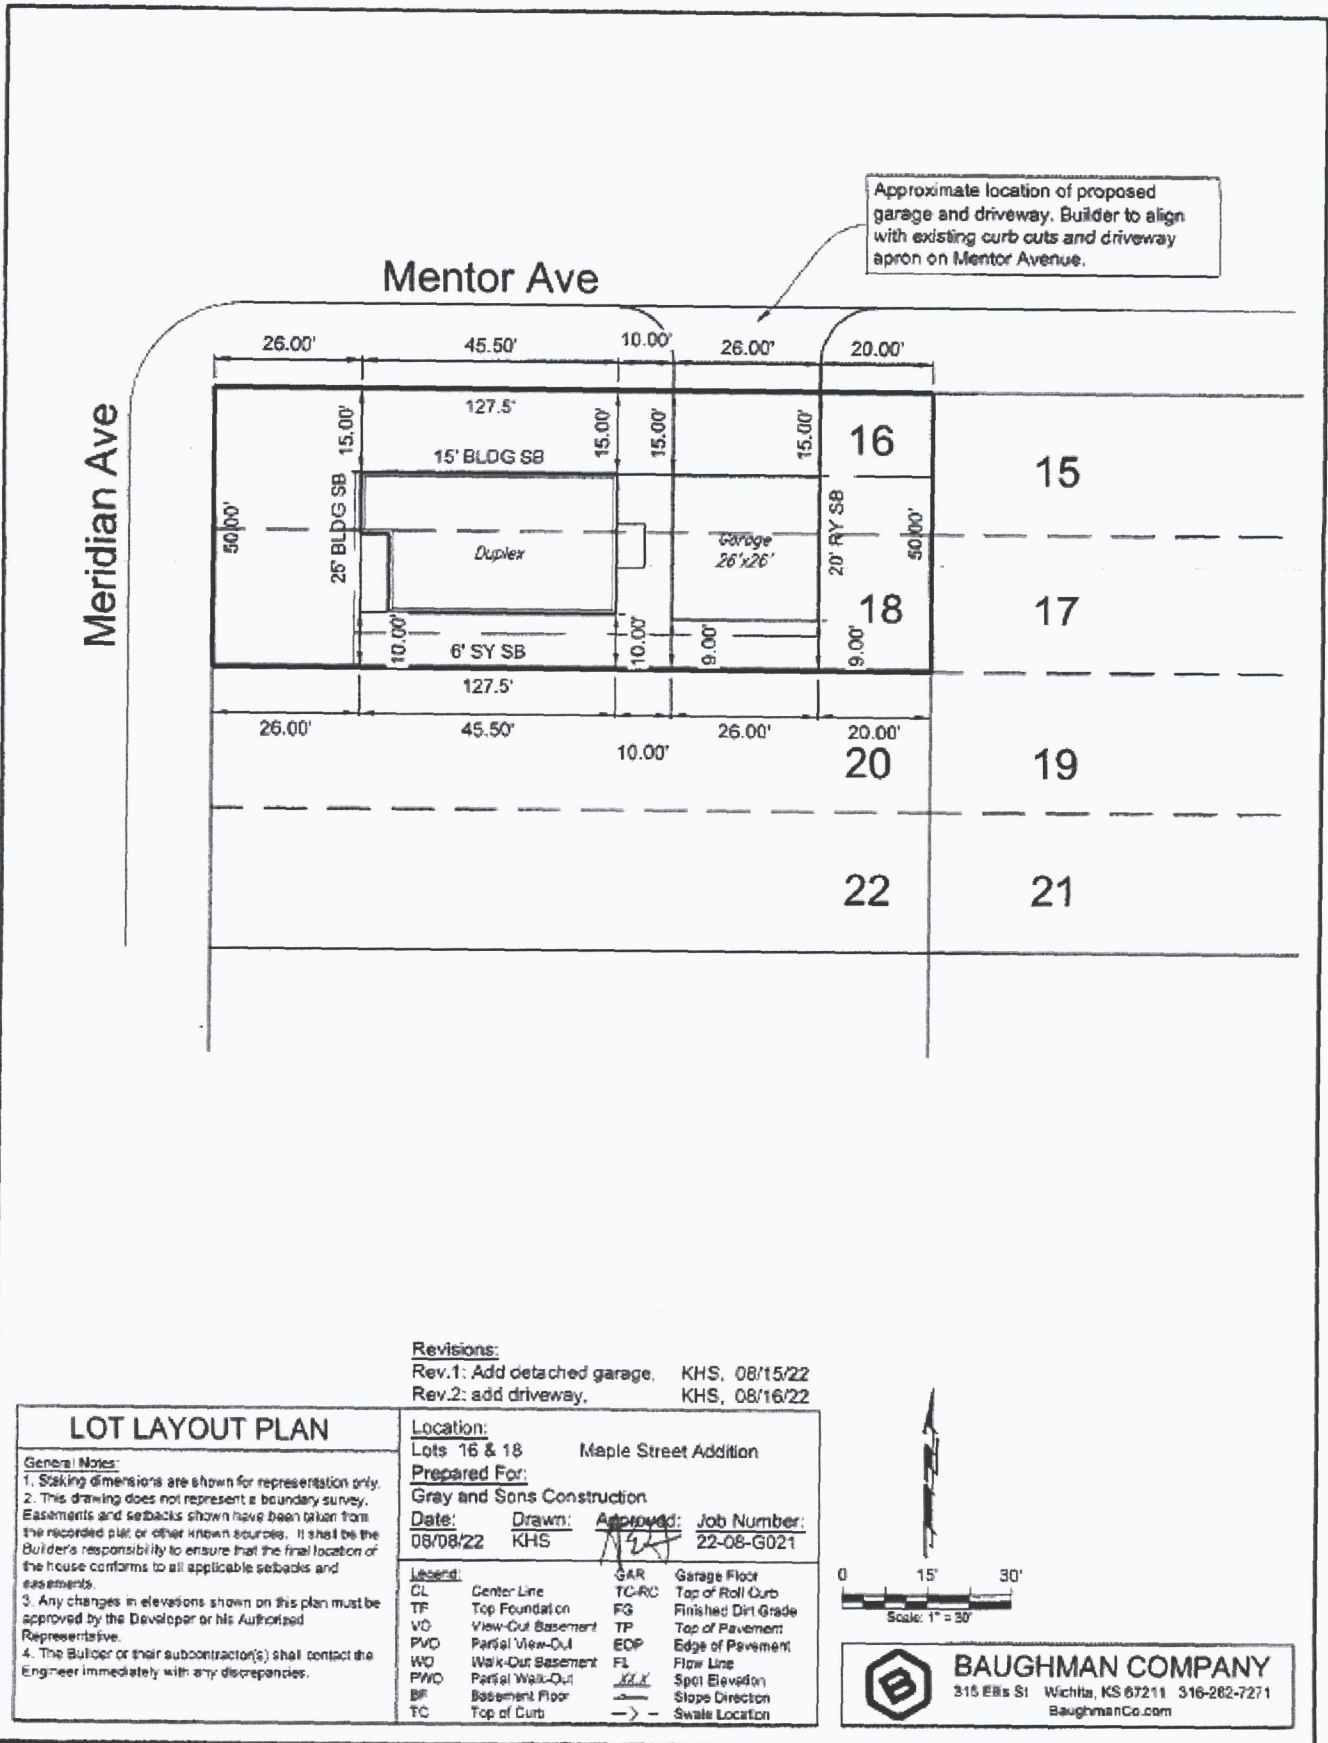 Approximate location of proposed
garage and driveway. Builder to align
with existing curb cuts and driveway
apron on Mentor Avenue.
Mentor Ave
26.00' 45.50' 10.00' 26.00' 20.00'
Meridian Ave
127.5'
15.00' 15.00' 15.00' 15.00'
16
15
15' BLDG SB
50.00' 25' BLDG SB 20' RY SB 50.00'
Duplex
Garage
26'x26'
18
17
10.00' 10.00' 9.00' 9.00'
6' SY SB
127.5'
26.00' 45.50' 10.00' 26.00' 20.00'
20
19
22
21
Revisions:
Rev.1: Add detached garage, KHS, 08/15/22
Rev.2: add driveway, KHS, 08/16/22
LOT LAYOUT PLAN
General Notes:
1. Staking dimensions are shown for representation only.
2. This drawing does not represent a boundary survey.
Easements and setbacks shown have been taken from
the recorded plat or other known sources. It shall be the
Builder's responsibility to ensure that the final location of
the house conforms to all applicable setbacks and
easements.
3. Any changes in elevations shown on this plan must be
approved by the Developer or his Authorized
Representative.
4. The Builder or their subcontractor(s) shall contact the
Engineer immediately with any discrepancies.
Location:
Lots 16 & 18 Maple Street Addition
Prepared For:
Gray and Sons Construction
Date: Drawn: Approved: Job Number:
08/08/22 KHS 22-08-G021
Legend:
CL Center Line
TF Top Foundation
VO View-Out Basement
PVO Partial View-Out
WO Walk-Out Basement
PWO Partial Walk-Out
BF Basement Floor
TC Top of Curb
GAR Garage Floor
TC-RC Top of Roll Curb
FG Finished Dirt Grade
TP Top of Pavement
EOP Edge of Pavement
FL Flow Line
XX.X Spot Elevation
Slope Direction
Swale Location
0 15' 30'
Scale: 1" = 30'
B
BAUGHMAN COMPANY
315 Ellis St Wichita, KS 67211 316-262-7271
BaughmanCo.com